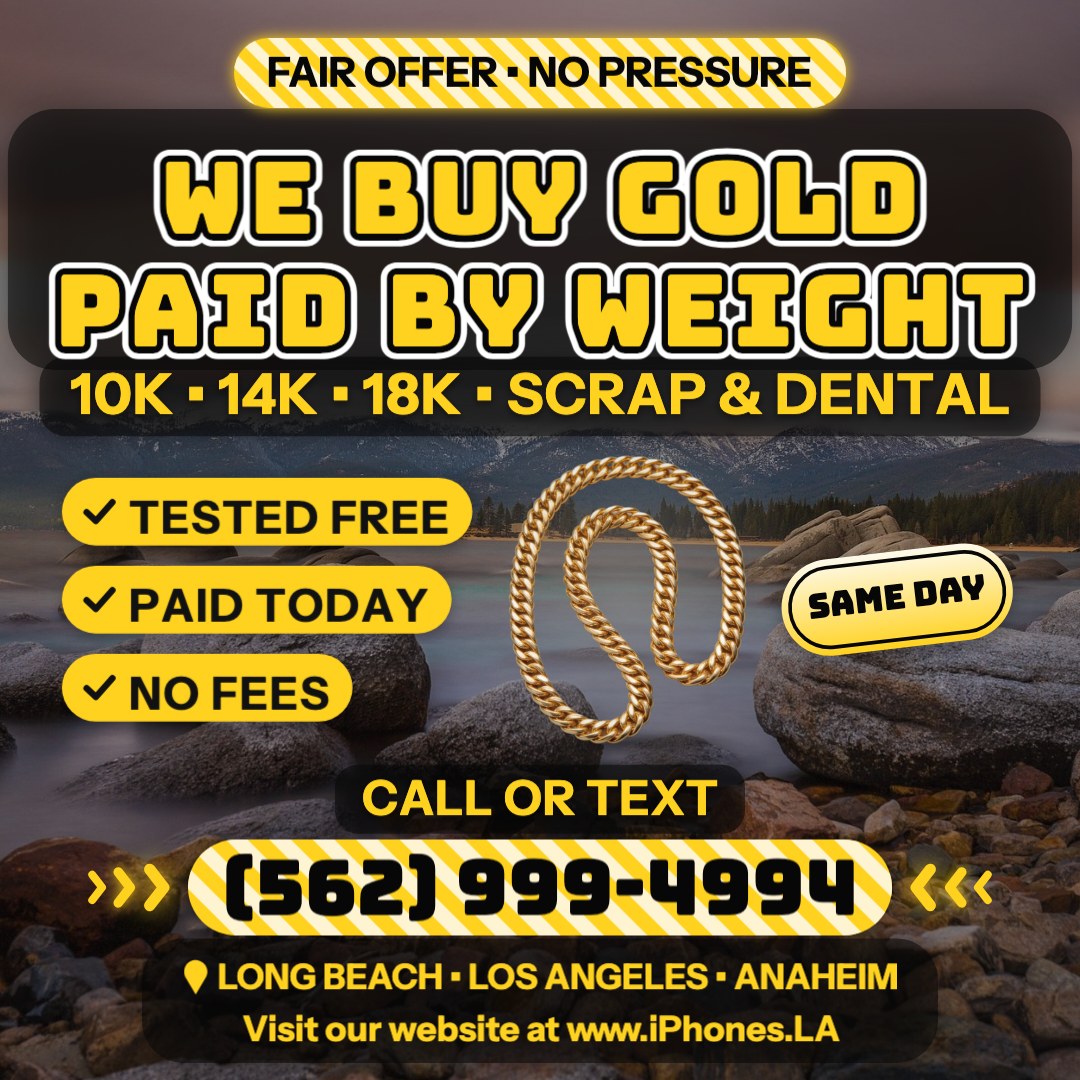 FAIR OFFER ▪ NO PRESSURE
WE BUY GOLD
PAID BY WEIGHT
10K ▪ 14K ▪ 18K ▪ SCRAP & DENTAL
✓ TESTED FREE
✓ PAID TODAY
✓ NO FEES
SAME DAY
CALL OR TEXT
(562) 999-4994
LONG BEACH ▪ LOS ANGELES ▪ ANAHEIM
Visit our website at www.iPhones.LA